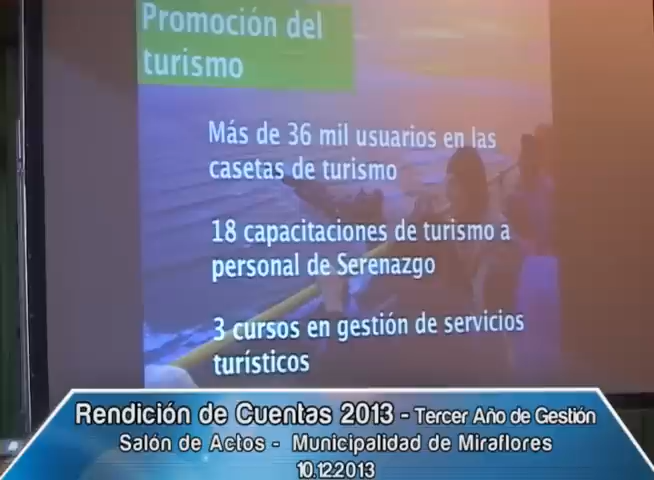 Promoción del
turismo
Más de 36 mil usuarios en las
casetas de turismo
18 capacitaciones de turismo a
personal de Serenazgo
3 cursos en gestión de servicios
turísticos
Rendición de Cuentas 2013 - Tercer Año de Gestión
Salón de Actos - Municipalidad de Miraflores
10.12.2013